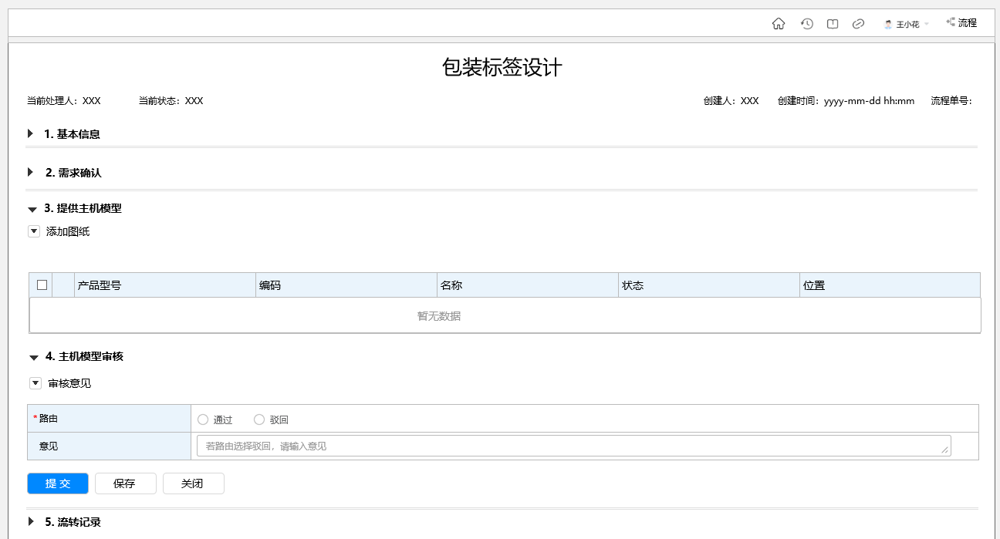 王小花 流程
包装标签设计
当前处理人：XXX 当前状态：XXX 创建人：XXX 创建时间：yyyy-mm-dd hh:mm 流程单号：
1. 基本信息
2. 需求确认
3. 提供主机模型
添加图纸
产品型号 编码 名称 状态 位置
暂无数据
4. 主机模型审核
审核意见
*路由 通过 驳回
意见 若路由选择驳回，请输入意见
提 交 保存 关闭
5. 流转记录